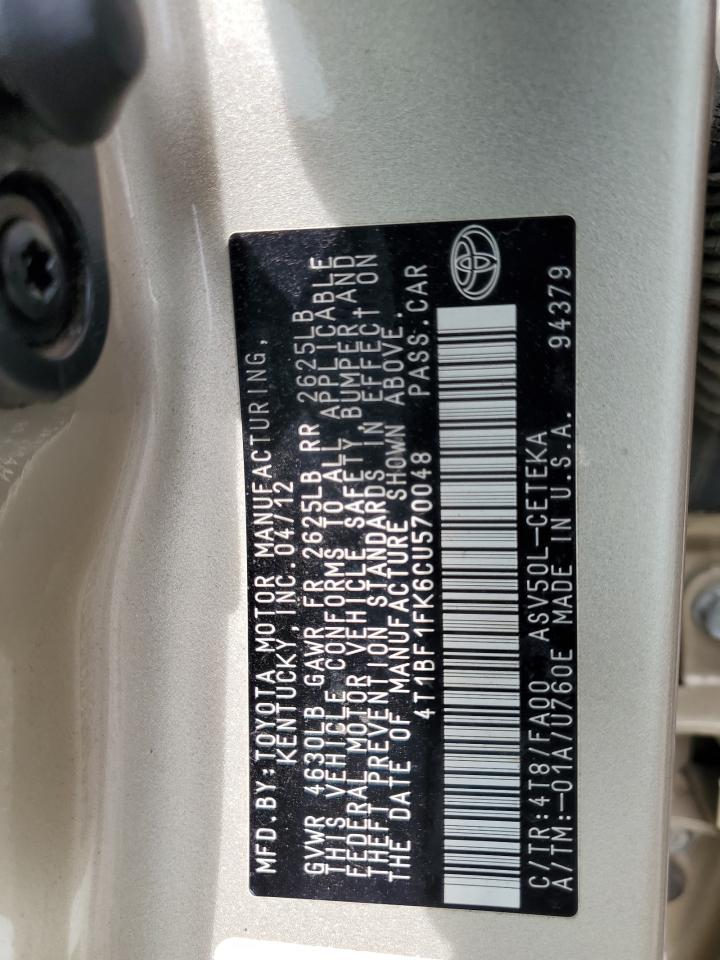 MFD.BY:TOYOTA MOTOR MANUFACTURING,
KENTUCKY, INC. 04/12
GVWR 4630LB GAWR FR 2625LB RR 2625LB
THIS VEHICLE CONFORMS TO ALL APPLICABLE
FEDERAL MOTOR VEHICLE SAFETY, BUMPER AND
THEFT PREVENTION STANDARDS IN EFFECT ON
THE DATE OF MANUFACTURE SHOWN ABOVE.
4T1BF1FK6CU570048 PASS.CAR
C/TR:4T8/FA00 ASV50L-CETEKA
A/TM:-01A/U760E MADE IN U.S.A. 94379